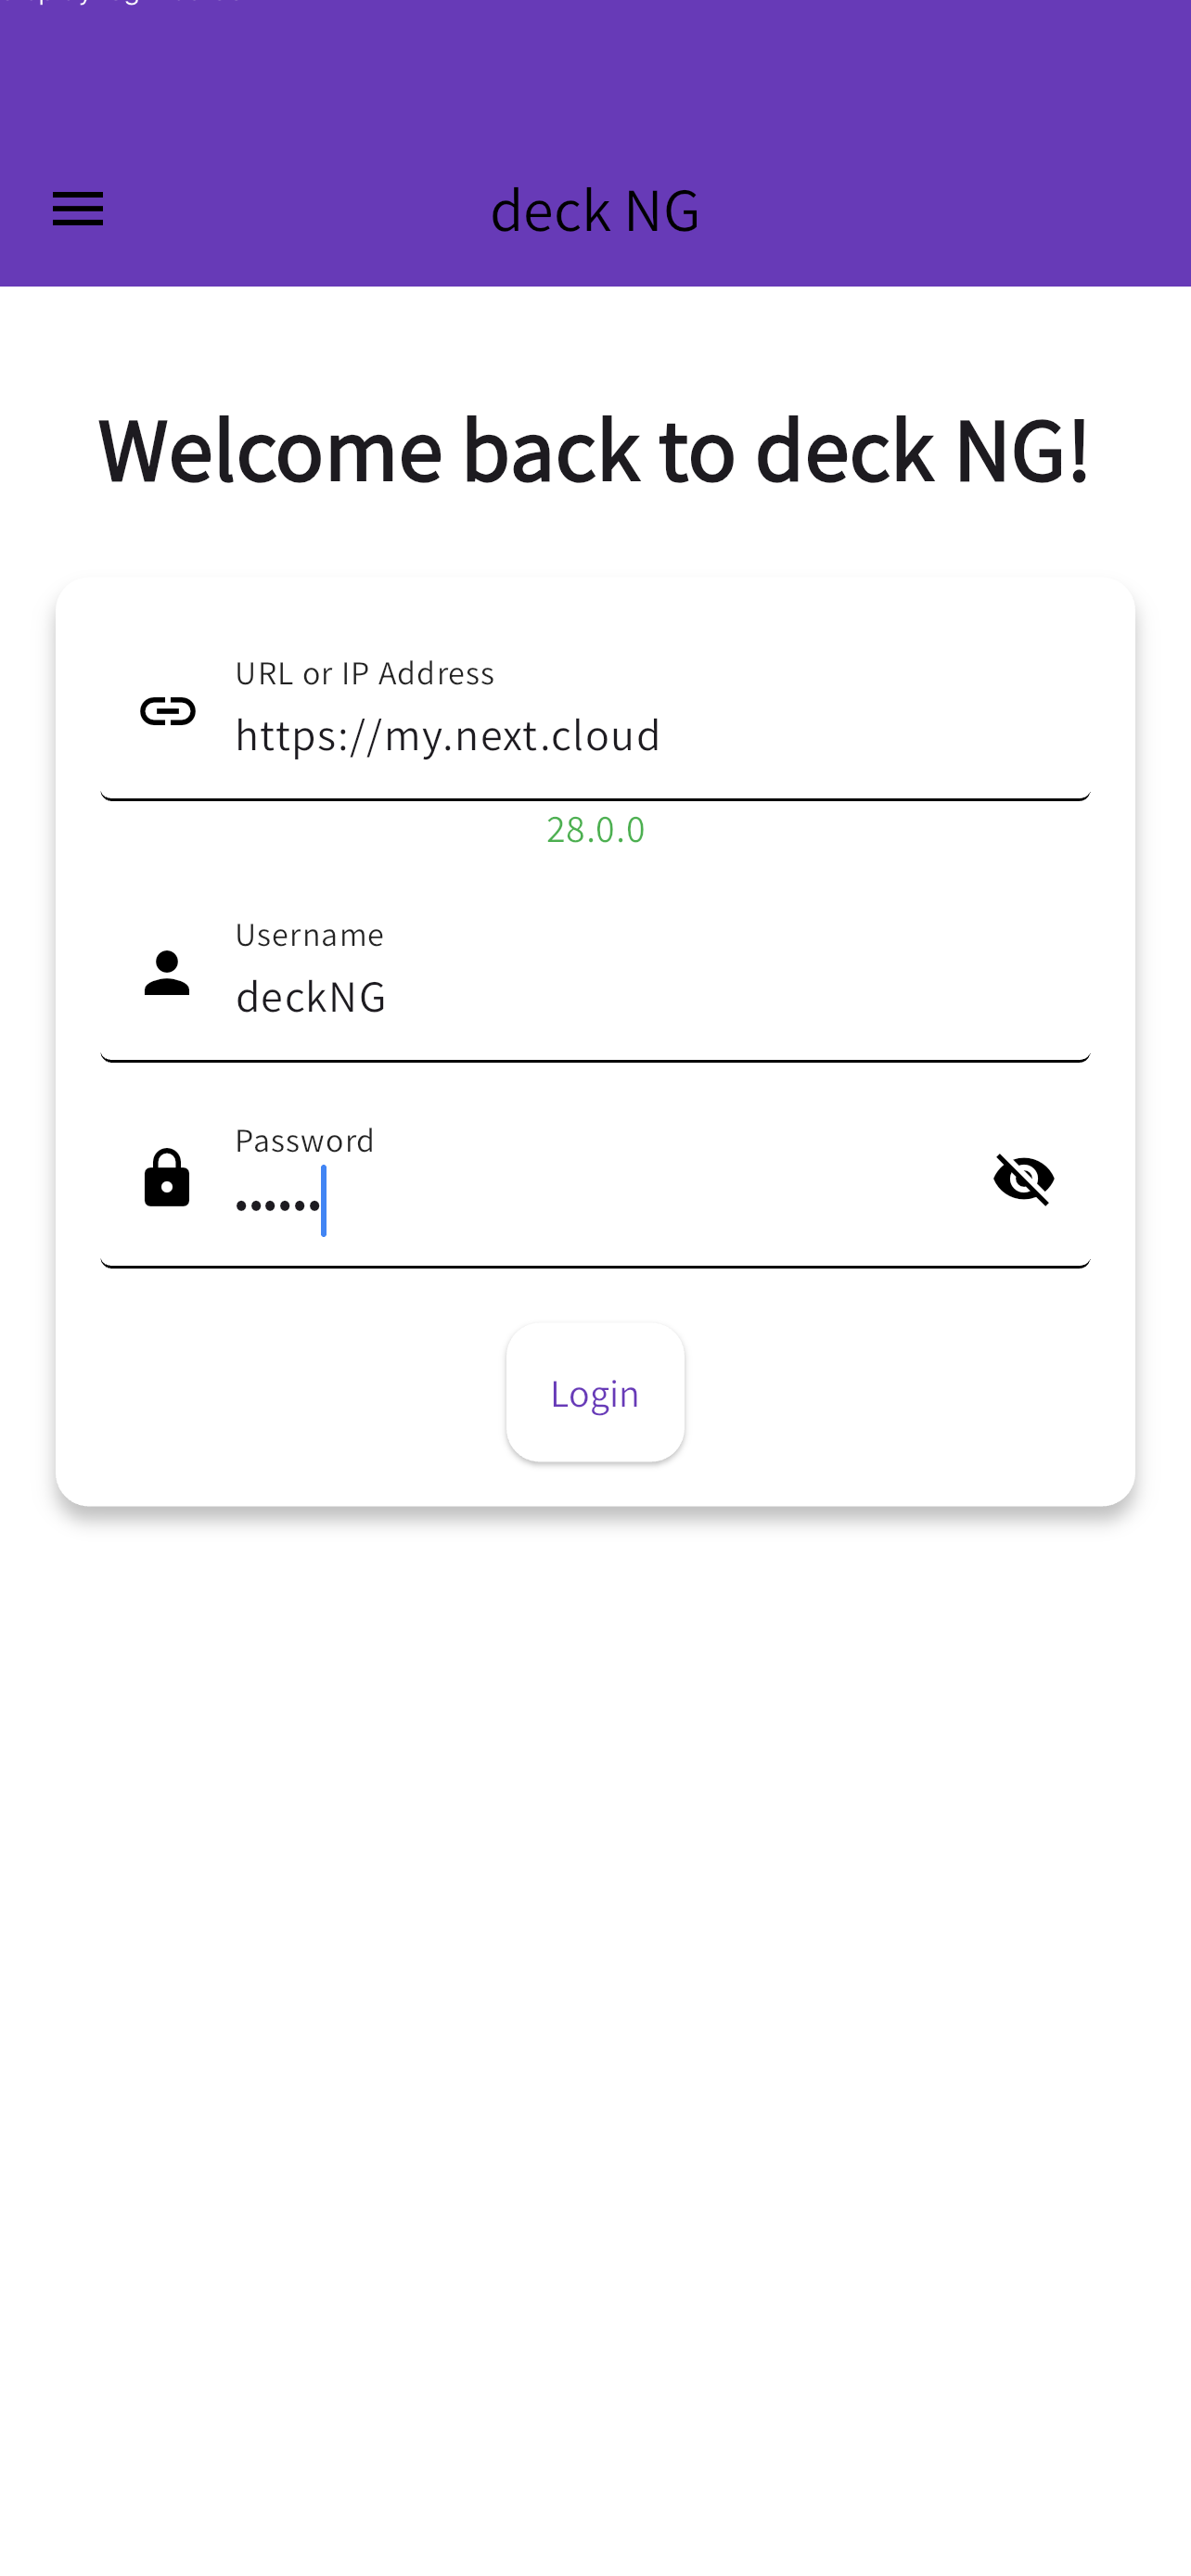 deck NG
Welcome back to deck NG!
URL or IP Address
https://my.next.cloud
28.0.0
Username
deckNG
Password
••••••
Login